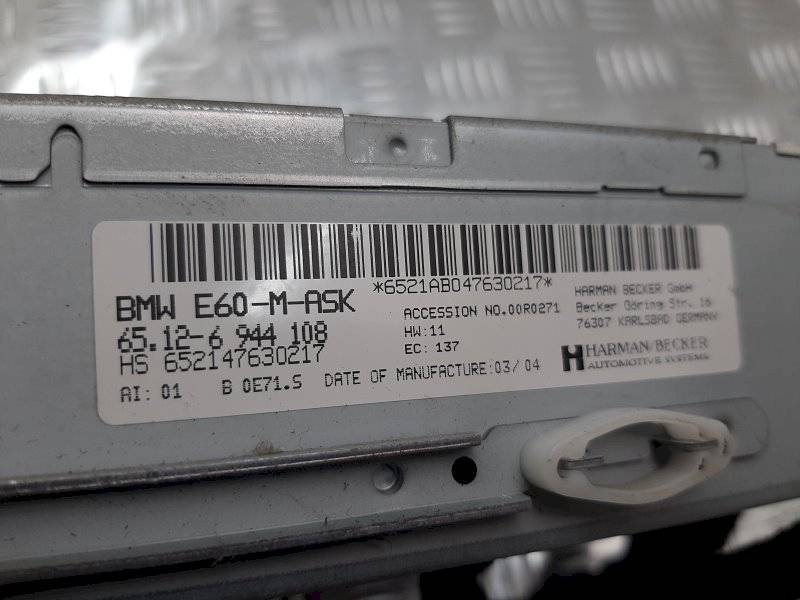 *6521AB047630217*
BMW E60-M-ASK
65.12-6 944 108
HS 652147630217
AI: 01 B 0E71.S DATE OF MANUFACTURE:03/04
ACCESSION NO.00R0271
HW:11
EC: 137
HARMAN BECKER GmbH
Becker Göring Str. 16
76307 KARLSBAD GERMANY
HARMAN/BECKER
AUTOMOTIVE SYSTEMS